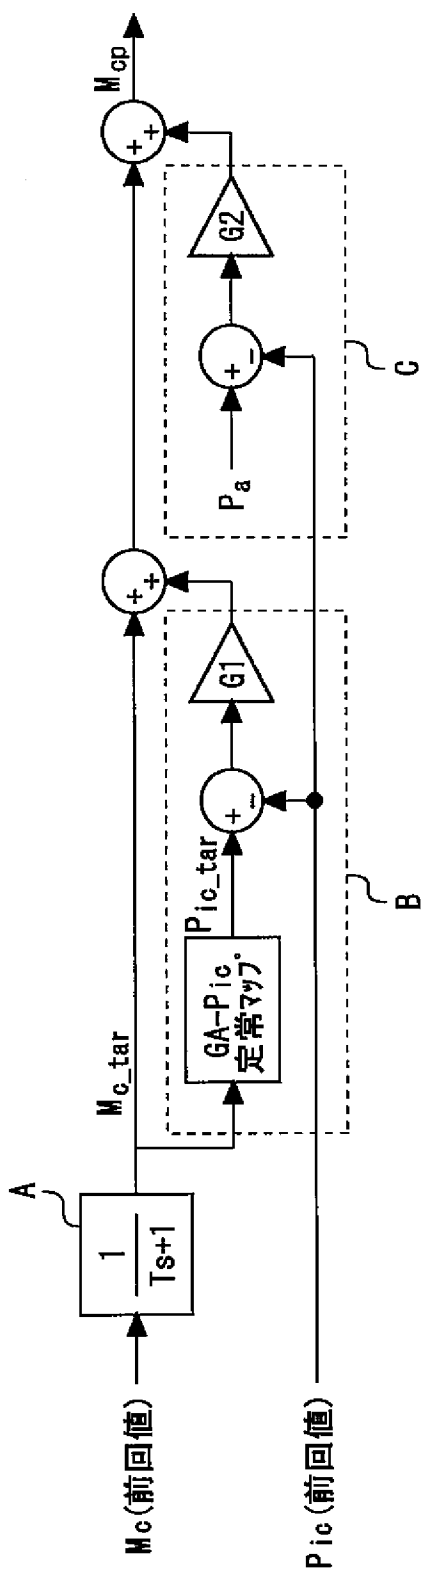 Mc(前回値)
A
1
Ts+1
Mc_tar
+
+
+
+
Mcp
GA-Pic
定常マップ
Pic_tar
+
-
G1
Pa
+
-
G2
Pic(前回値)
B
C